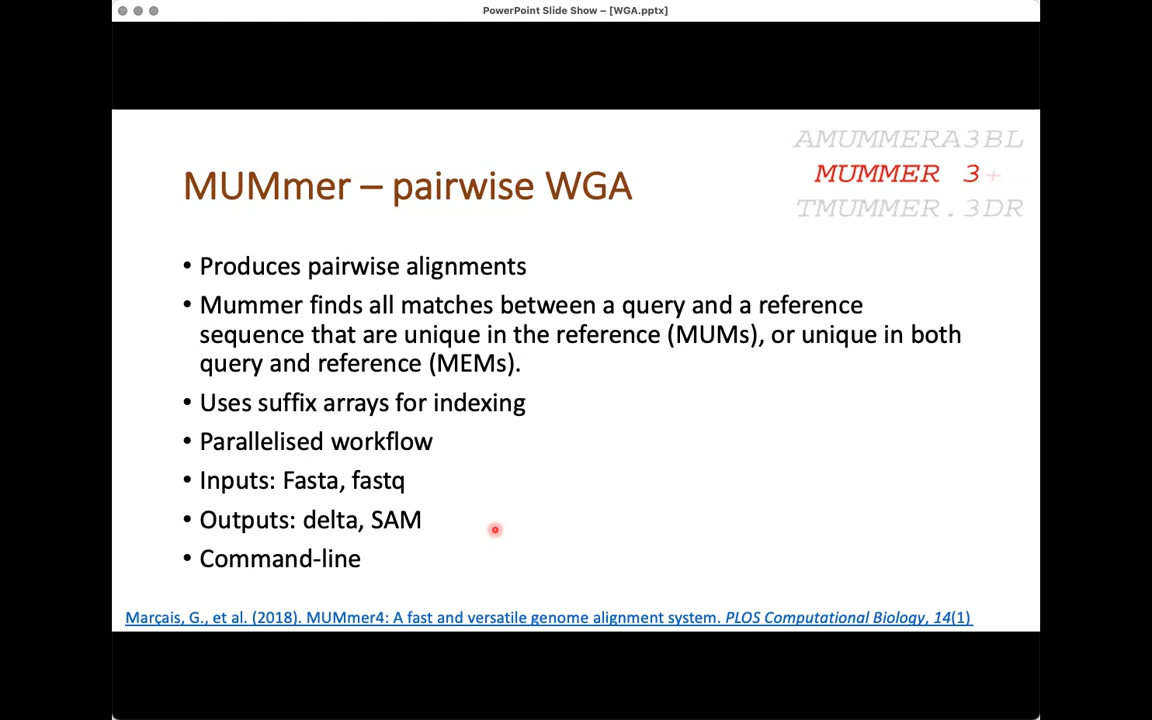 PowerPoint Slide Show – [WGA.pptx]
AMUMMERA3BL
MUMMER 3+
TMUMMER.3DR
MUMmer – pairwise WGA
• Produces pairwise alignments
• Mummer finds all matches between a query and a reference
sequence that are unique in the reference (MUMs), or unique in both
query and reference (MEMs).
• Uses suffix arrays for indexing
• Parallelised workflow
• Inputs: Fasta, fastq
• Outputs: delta, SAM
• Command-line
Marçais, G., et al. (2018). MUMmer4: A fast and versatile genome alignment system. PLOS Computational Biology, 14(1)